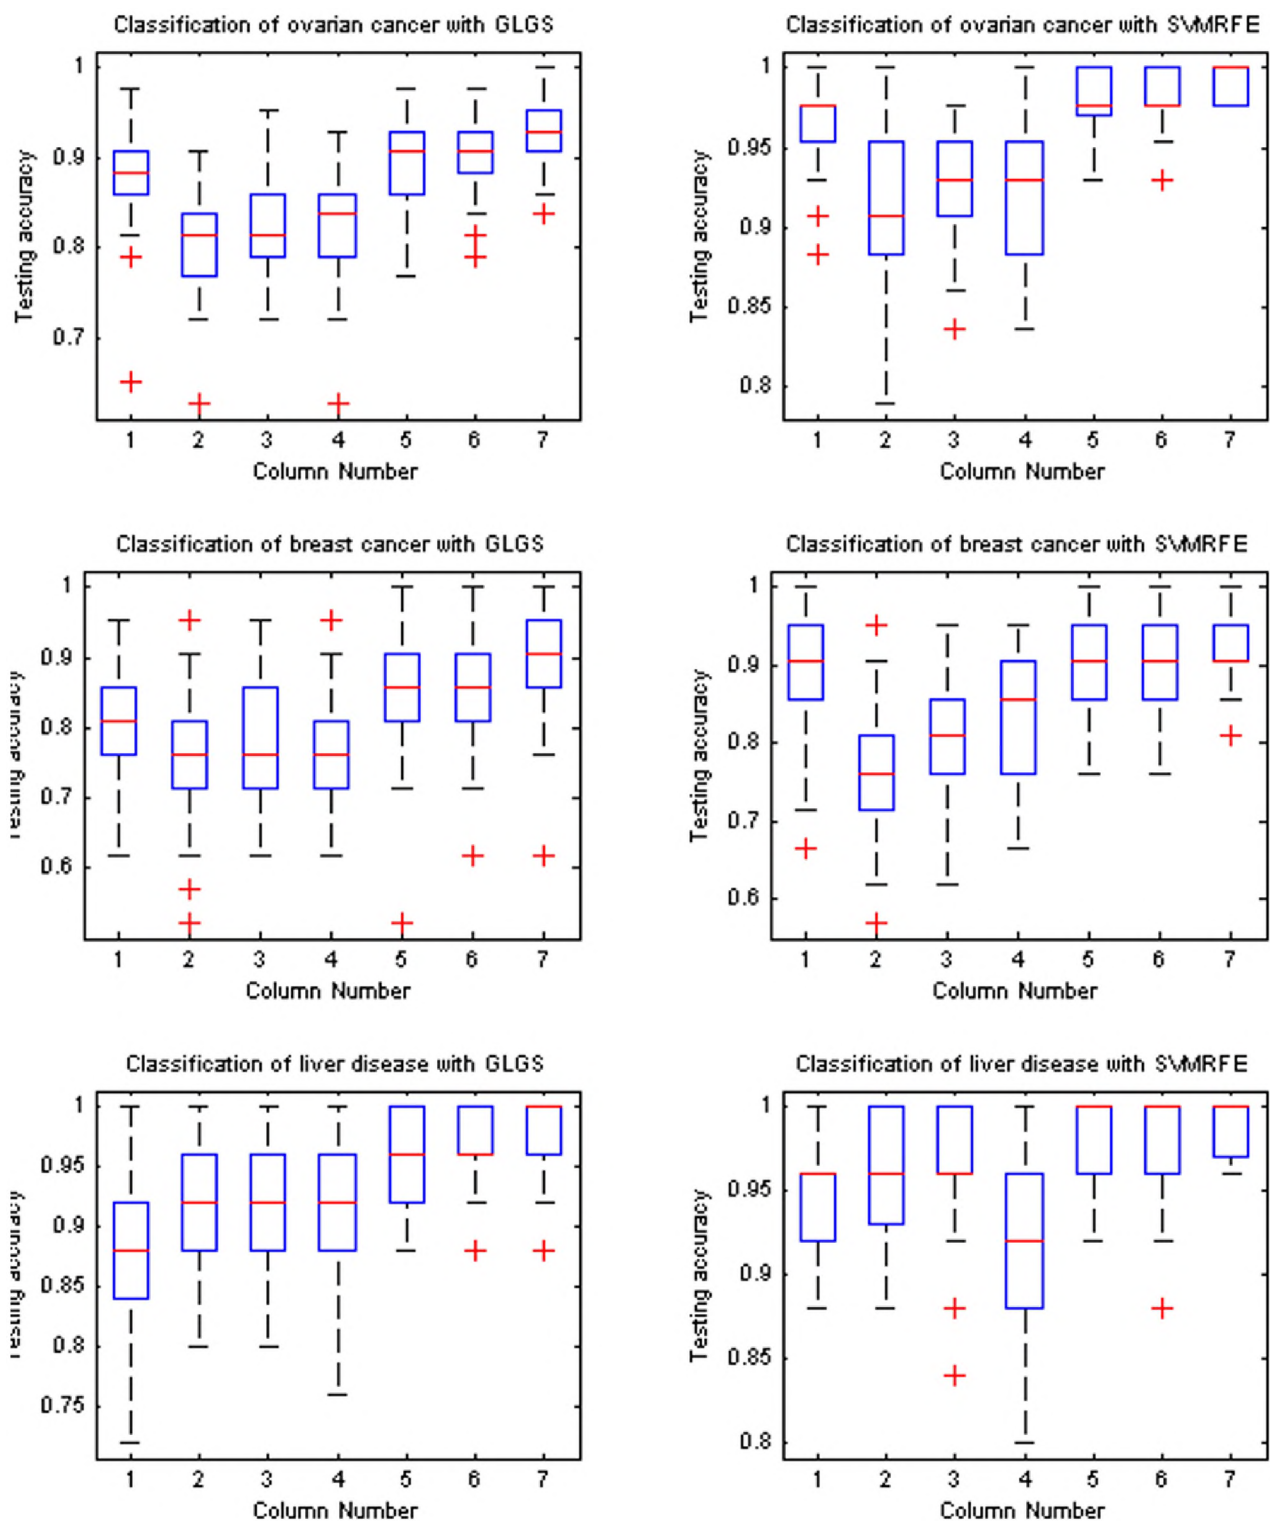 Classification of ovarian cancer with GLGS
1
0.9
0.8
0.7
Testing accuracy
1 2 3 4 5 6 7
Column Number
Classification of ovarian cancer with SVMRFE
1
0.95
0.9
0.85
0.8
Testing accuracy
1 2 3 4 5 6 7
Column Number
Classification of breast cancer with GLGS
1
0.9
0.8
0.7
0.6
Testing accuracy
1 2 3 4 5 6 7
Column Number
Classification of breast cancer with SVMRFE
1
0.9
0.8
0.7
0.6
Testing accuracy
1 2 3 4 5 6 7
Column Number
Classification of liver disease with GLGS
1
0.95
0.9
0.85
0.8
0.75
Testing accuracy
1 2 3 4 5 6 7
Column Number
Classification of liver disease with SVMRFE
1
0.95
0.9
0.85
0.8
Testing accuracy
1 2 3 4 5 6 7
Column Number